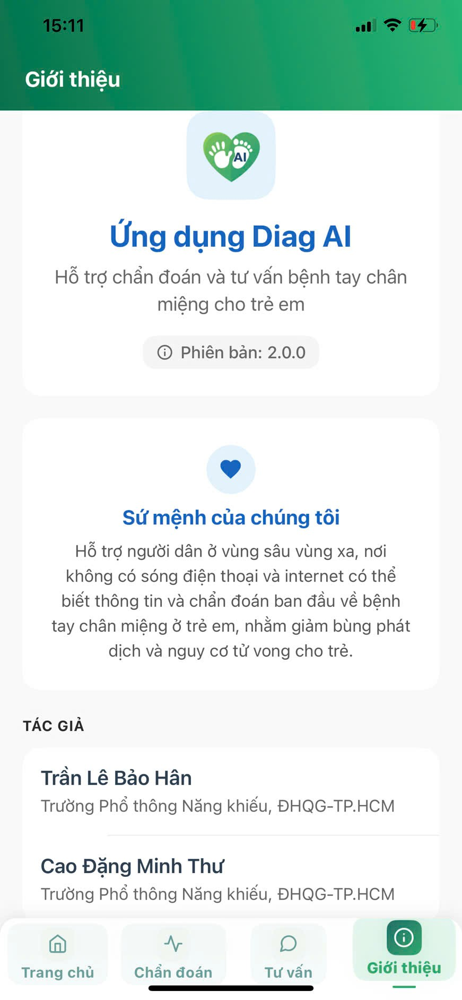 15:11
Giới thiệu
AI
Ứng dụng Diag AI
Hỗ trợ chẩn đoán và tư vấn bệnh tay chân
miệng cho trẻ em
Phiên bản: 2.0.0
Sứ mệnh của chúng tôi
Hỗ trợ người dân ở vùng sâu vùng xa, nơi
không có sóng điện thoại và internet có thể
biết thông tin và chẩn đoán ban đầu về bệnh
tay chân miệng ở trẻ em, nhằm giảm bùng phát
dịch và nguy cơ tử vong cho trẻ.
TÁC GIẢ
Trần Lê Bảo Hân
Trường Phổ thông Năng khiếu, ĐHQG-TP.HCM
Cao Đặng Minh Thư
Trường Phổ thông Năng khiếu, ĐHQG-TP.HCM
Trang chủ
Chẩn đoán
Tư vấn
Giới thiệu